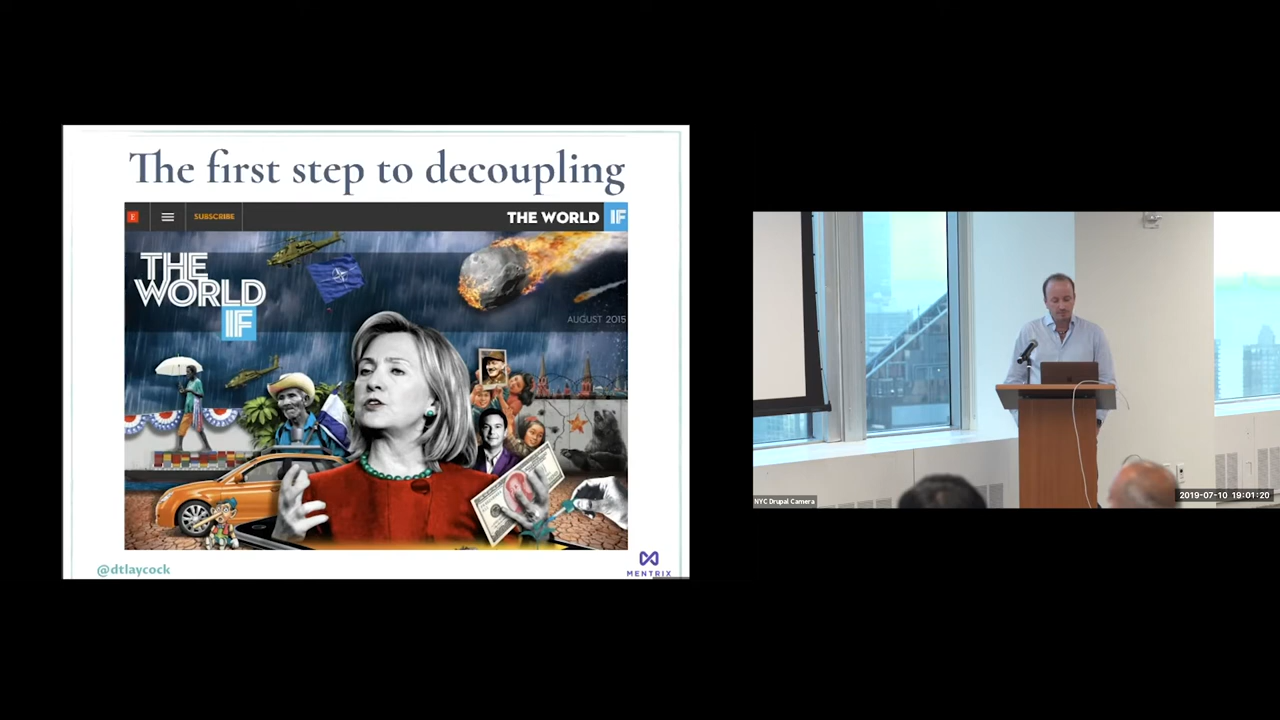 The first step to decoupling
E
SUBSCRIBE
THE WORLD IF
THE
WORLD
IF
AUGUST 2015
@dtlaycock
MENTRIX
NYC Drupal Camera
2019-07-10 19:01:20